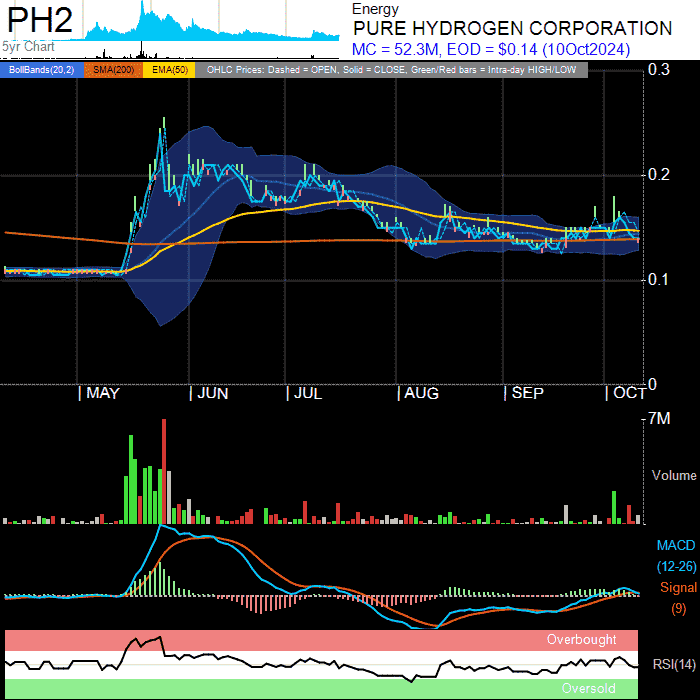 PH2
5yr Chart
Energy
PURE HYDROGEN CORPORATION
MC = 52.3M, EOD = $0.14 (10Oct2024)
BollBands(20,2) SMA(200) EMA(50) OHLC Prices: Dashed = OPEN, Solid = CLOSE, Green/Red bars = Intra-day HIGH/LOW
0.3
0.2
0.1
0
| MAY | JUN | JUL | AUG | SEP | OCT
7M
Volume
MACD
(12-26)
Signal
(9)
Overbought
RSI(14)
Oversold